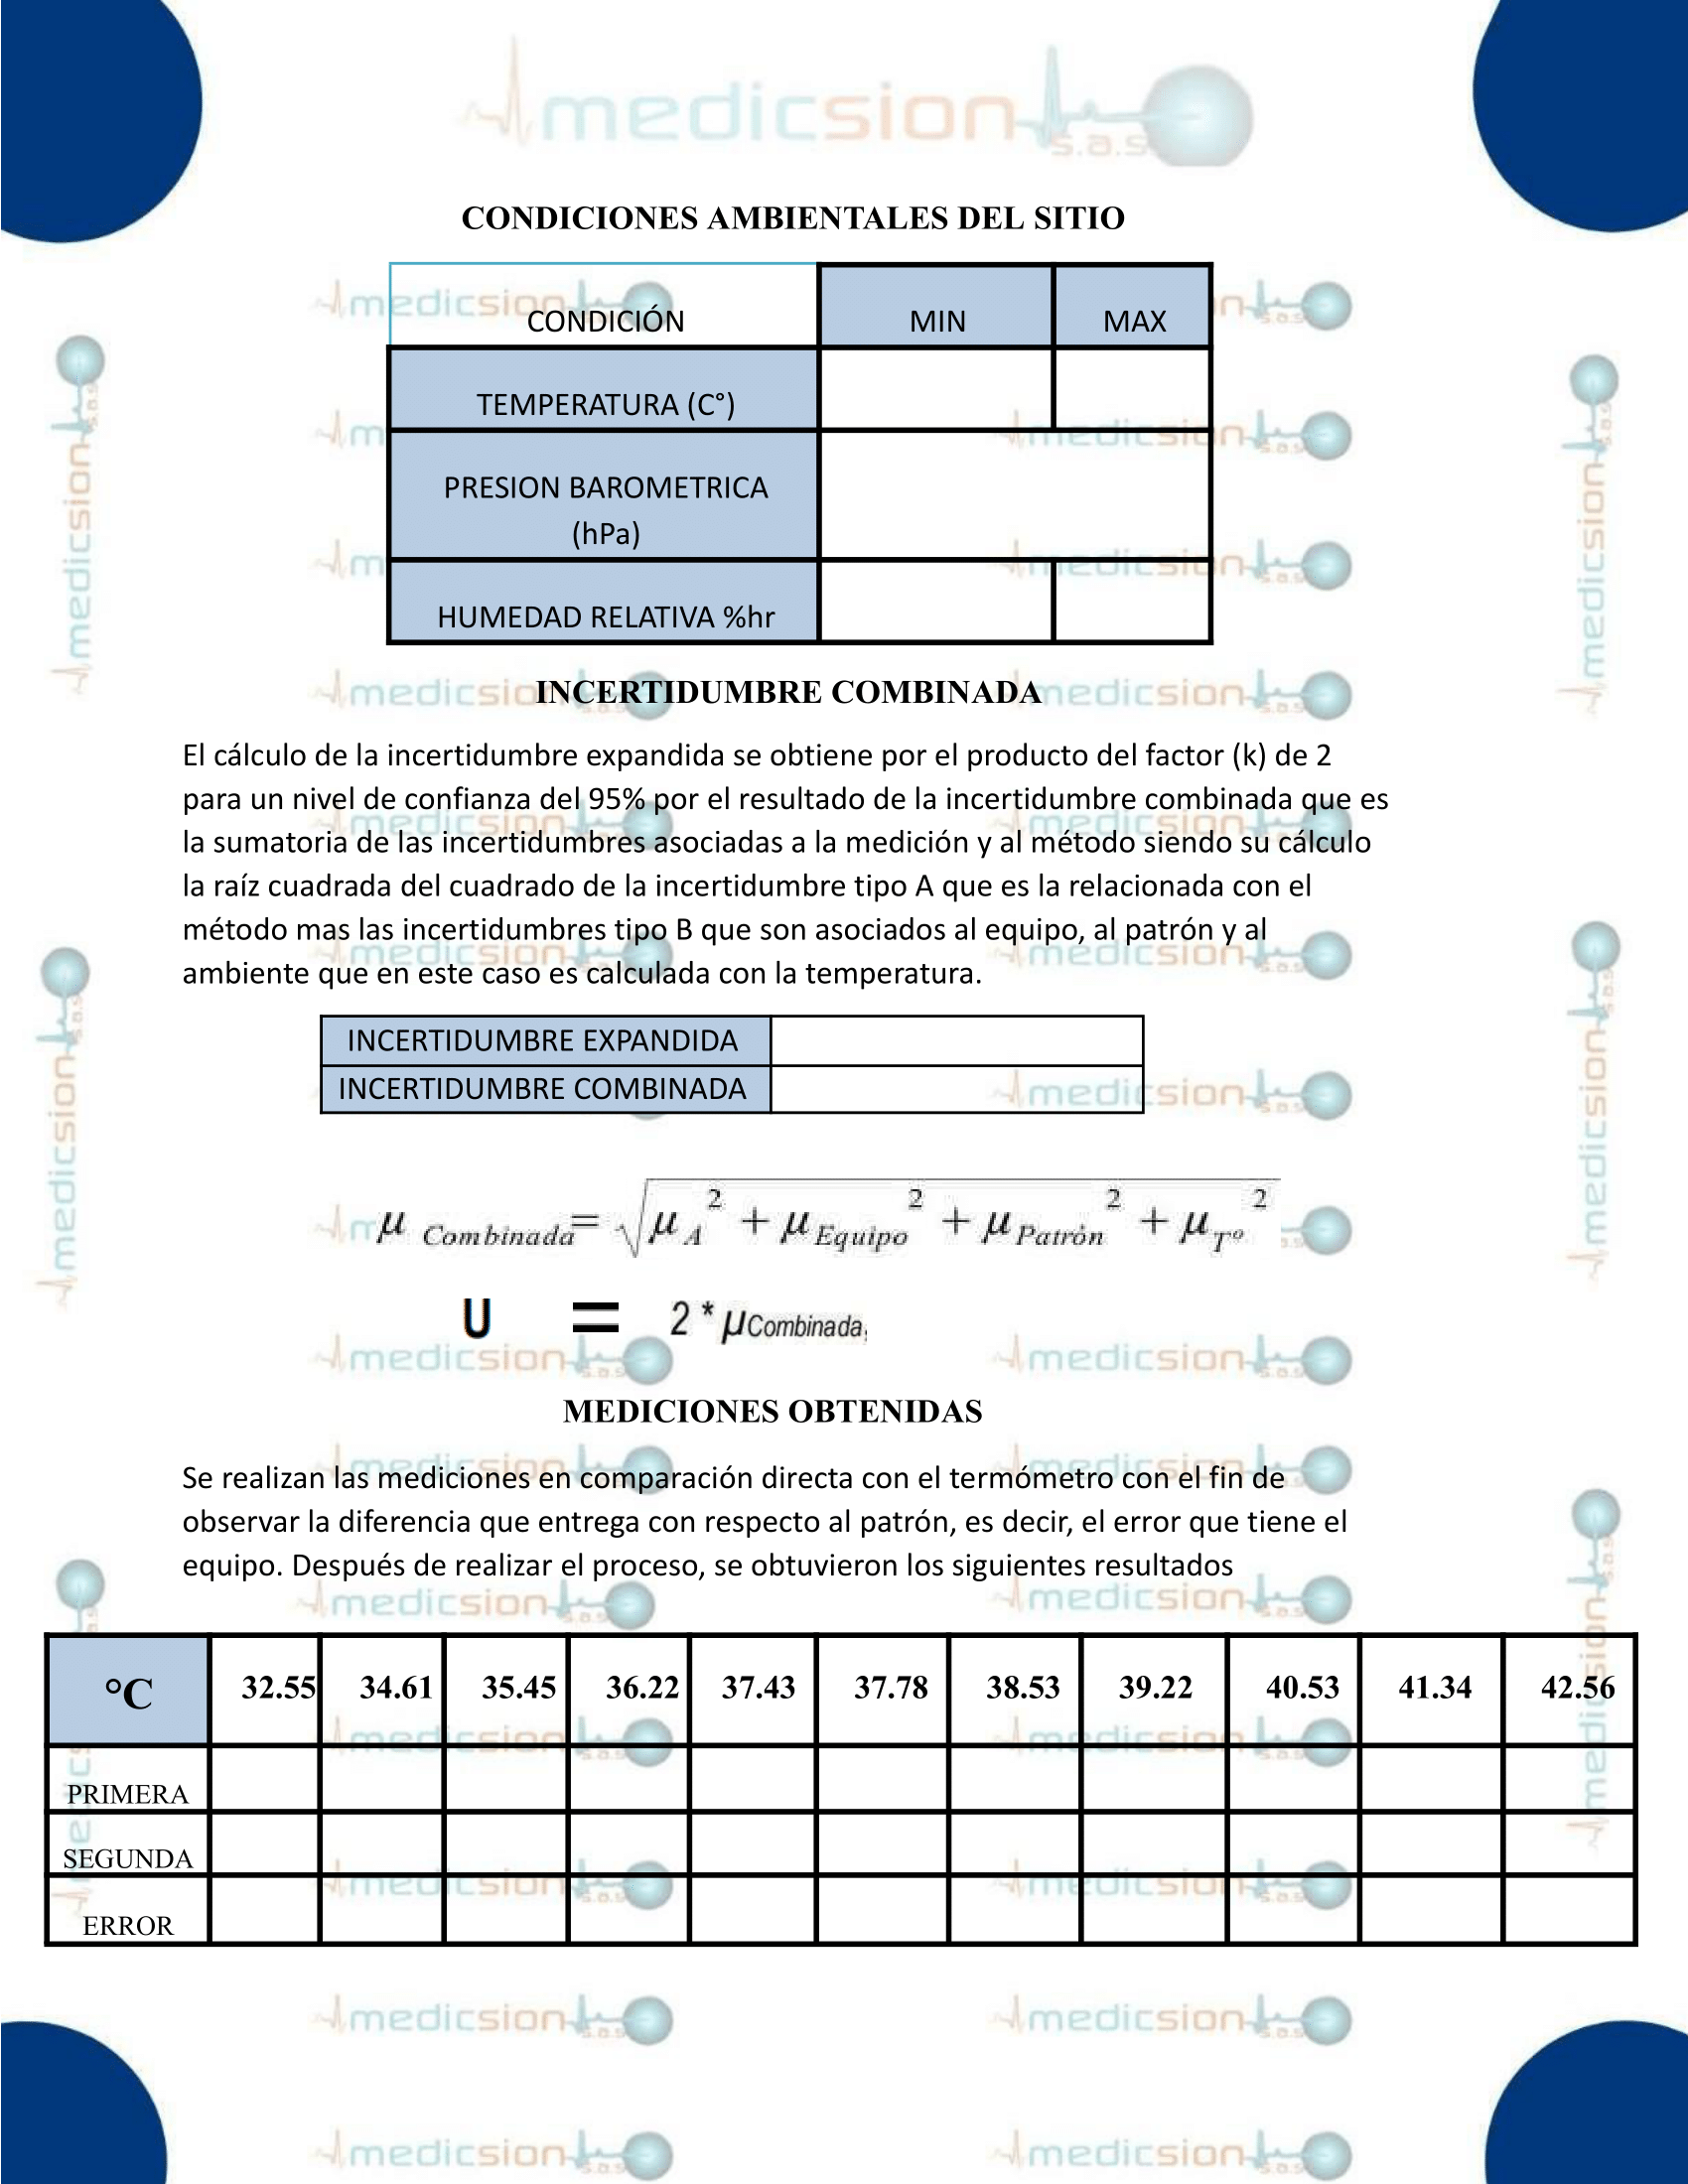 medicsion s.a.s
CONDICIONES AMBIENTALES DEL SITIO
CONDICIÓN MIN MAX
TEMPERATURA (C°)
PRESION BAROMETRICA
(hPa)
HUMEDAD RELATIVA %hr
INCERTIDUMBRE COMBINADA
El cálculo de la incertidumbre expandida se obtiene por el producto del factor (k) de 2
para un nivel de confianza del 95% por el resultado de la incertidumbre combinada que es
la sumatoria de las incertidumbres asociadas a la medición y al método siendo su cálculo
la raíz cuadrada del cuadrado de la incertidumbre tipo A que es la relacionada con el
método mas las incertidumbres tipo B que son asociados al equipo, al patrón y al
ambiente que en este caso es calculada con la temperatura.
INCERTIDUMBRE EXPANDIDA
INCERTIDUMBRE COMBINADA
μ Combinada = √ μ A ² + μ Equipo ² + μ Patrón ² + μ T° ²
U = 2 * μ Combinada,
MEDICIONES OBTENIDAS
Se realizan las mediciones en comparación directa con el termómetro con el fin de
observar la diferencia que entrega con respecto al patrón, es decir, el error que tiene el
equipo. Después de realizar el proceso, se obtuvieron los siguientes resultados
°C 32.55 34.61 35.45 36.22 37.43 37.78 38.53 39.22 40.53 41.34 42.56
PRIMERA
SEGUNDA
ERROR